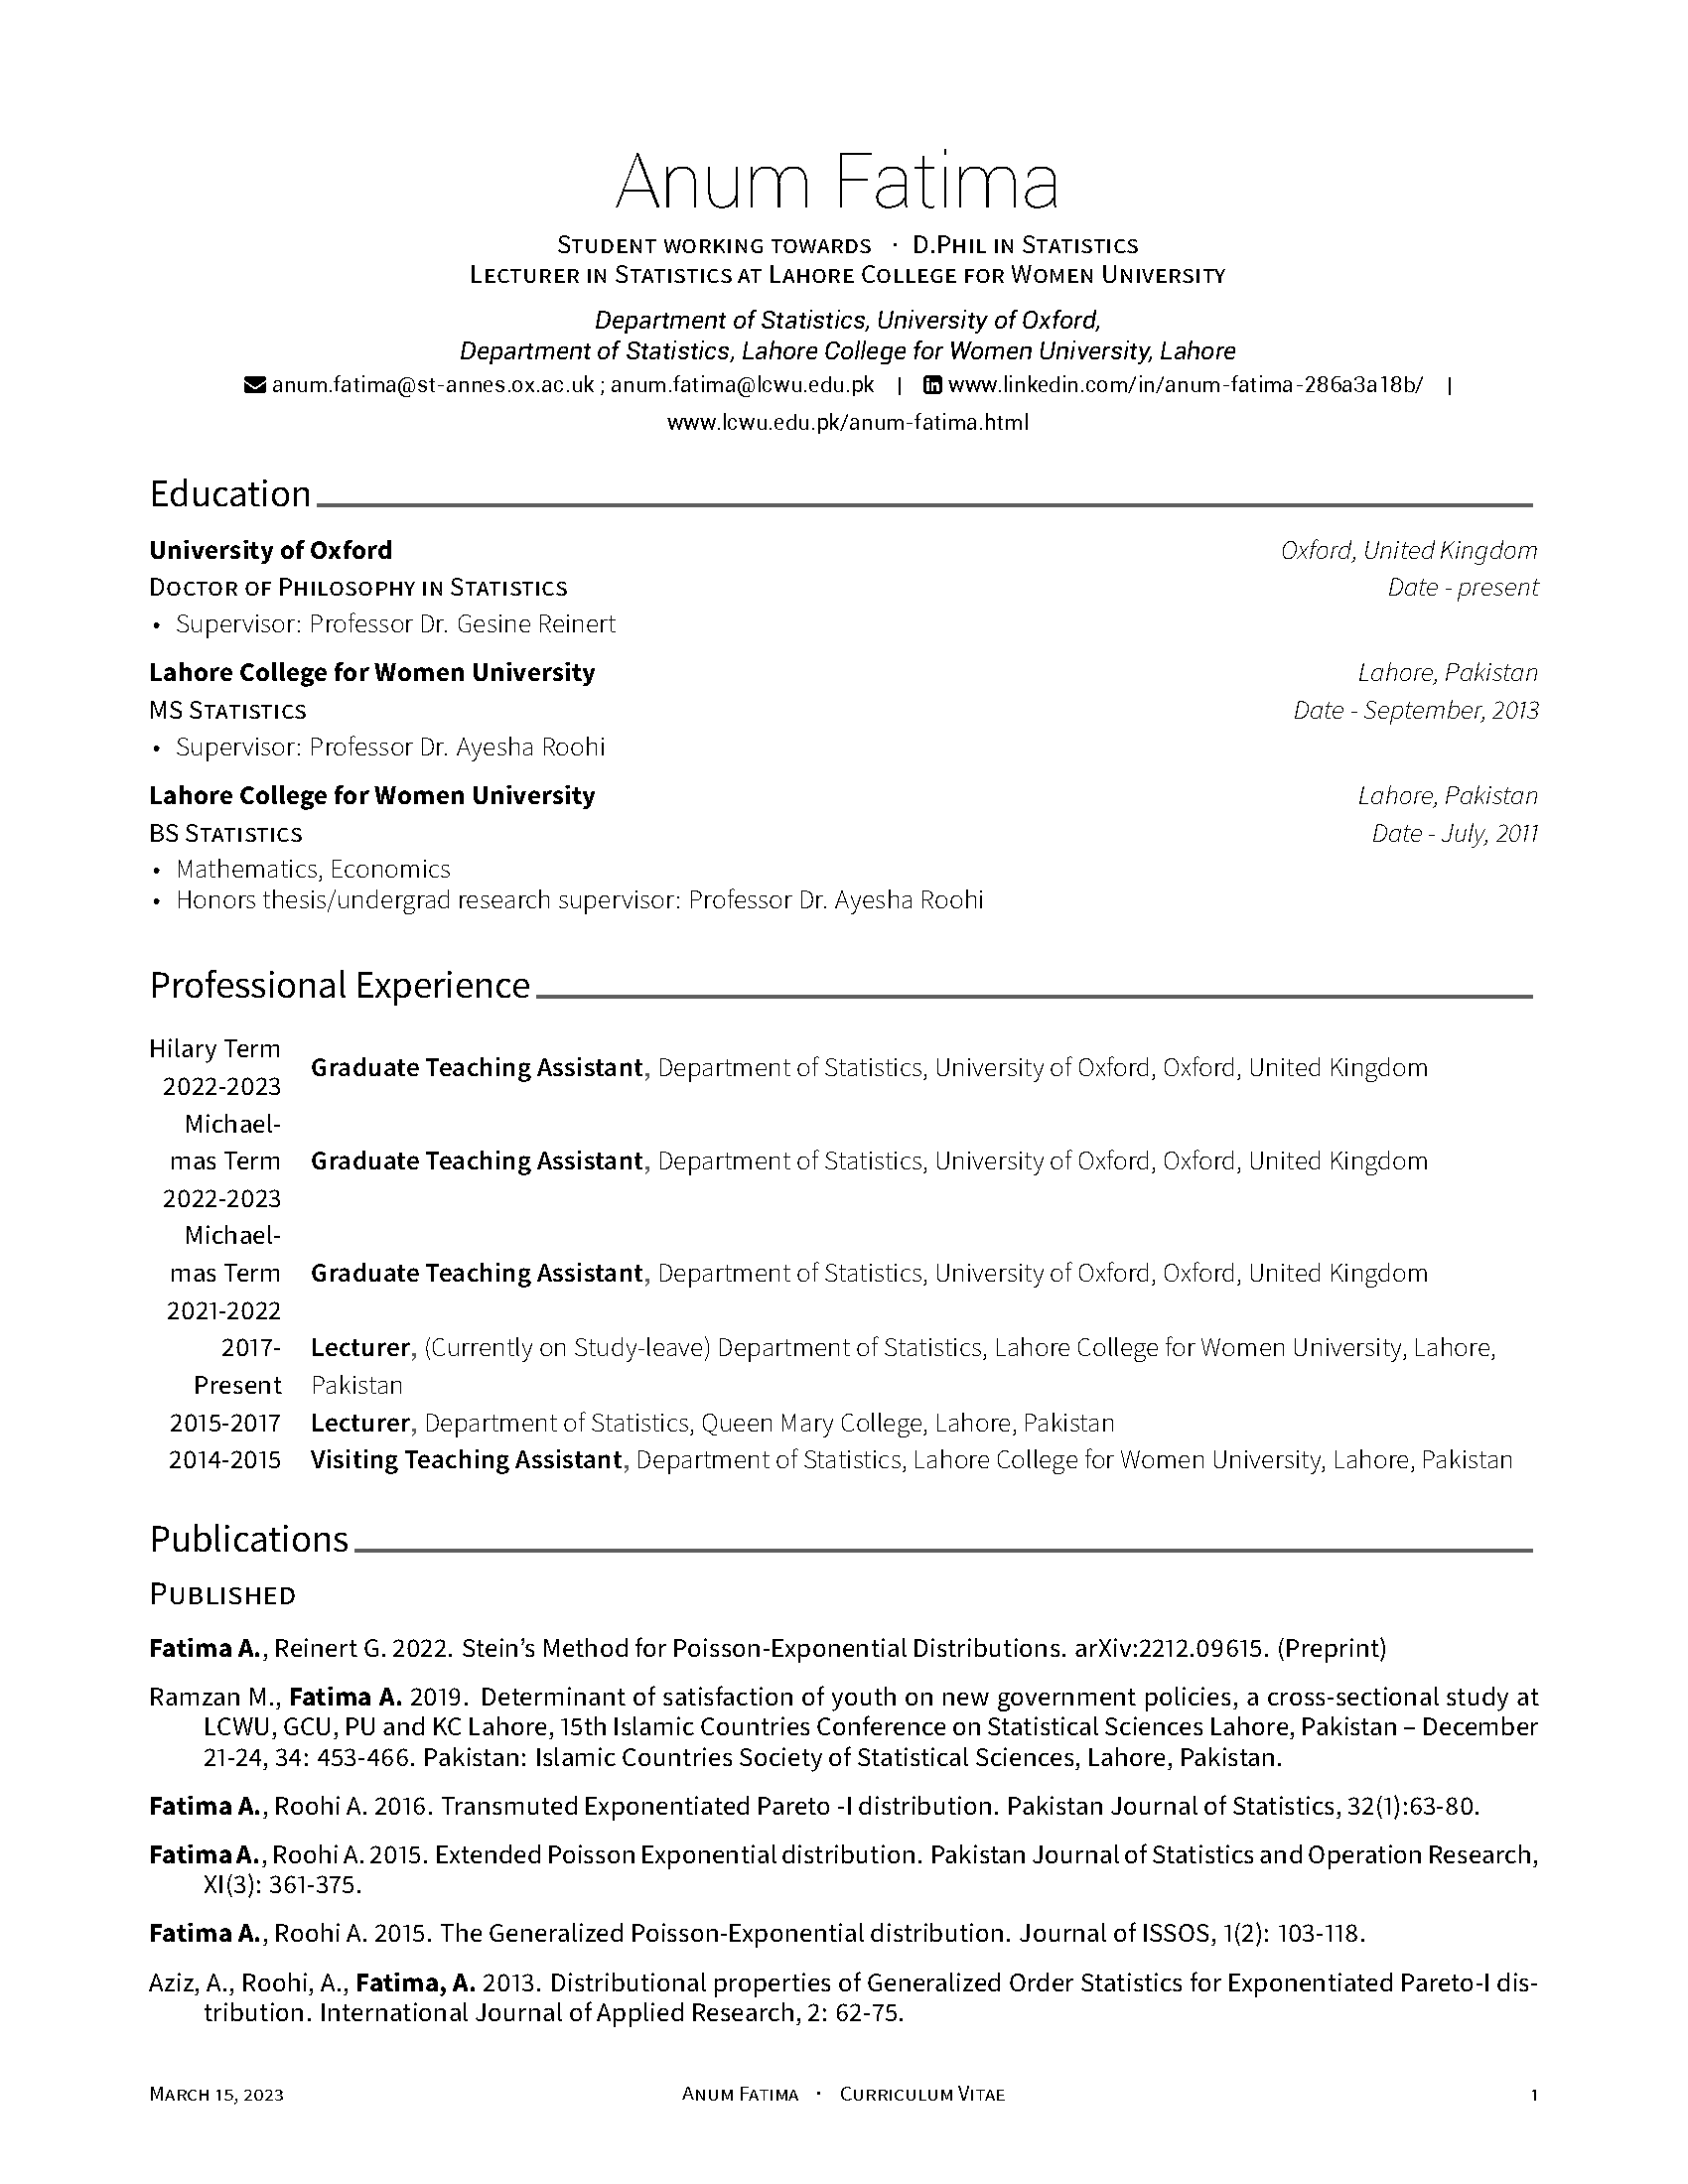 Anum Fatima
Student working towards · D.Phil in Statistics
Lecturer in Statistics at Lahore College for Women University
Department of Statistics, University of Oxford,
Department of Statistics, Lahore College for Women University, Lahore
anum.fatima@st-annes.ox.ac.uk ; anum.fatima@lcwu.edu.pk | www.linkedin.com/in/anum-fatima-286a3a18b/ |
www.lcwu.edu.pk/anum-fatima.html
Education
University of Oxford Oxford, United Kingdom
Doctor of Philosophy in Statistics Date - present
• Supervisor: Professor Dr. Gesine Reinert
Lahore College for Women University Lahore, Pakistan
MS Statistics Date - September, 2013
• Supervisor: Professor Dr. Ayesha Roohi
Lahore College for Women University Lahore, Pakistan
BS Statistics Date - July, 2011
• Mathematics, Economics
• Honors thesis/undergrad research supervisor: Professor Dr. Ayesha Roohi
Professional Experience
Hilary Term
2022-2023
Graduate Teaching Assistant, Department of Statistics, University of Oxford, Oxford, United Kingdom
Michael-
mas Term Graduate Teaching Assistant, Department of Statistics, University of Oxford, Oxford, United Kingdom
2022-2023
Michael-
mas Term Graduate Teaching Assistant, Department of Statistics, University of Oxford, Oxford, United Kingdom
2021-2022
2017- Lecturer, (Currently on Study-leave) Department of Statistics, Lahore College for Women University, Lahore,
Present Pakistan
2015-2017 Lecturer, Department of Statistics, Queen Mary College, Lahore, Pakistan
2014-2015 Visiting Teaching Assistant, Department of Statistics, Lahore College for Women University, Lahore, Pakistan
Publications
Published
Fatima A., Reinert G. 2022. Stein’s Method for Poisson-Exponential Distributions. arXiv:2212.09615. (Preprint)
Ramzan M., Fatima A. 2019. Determinant of satisfaction of youth on new government policies, a cross-sectional study at
LCWU, GCU, PU and KC Lahore, 15th Islamic Countries Conference on Statistical Sciences Lahore, Pakistan – December
21-24, 34: 453-466. Pakistan: Islamic Countries Society of Statistical Sciences, Lahore, Pakistan.
Fatima A., Roohi A. 2016. Transmuted Exponentiated Pareto -I distribution. Pakistan Journal of Statistics, 32(1):63-80.
Fatima A., Roohi A. 2015. Extended Poisson Exponential distribution. Pakistan Journal of Statistics and Operation Research,
XI(3): 361-375.
Fatima A., Roohi A. 2015. The Generalized Poisson-Exponential distribution. Journal of ISSOS, 1(2): 103-118.
Aziz, A., Roohi, A., Fatima, A. 2013. Distributional properties of Generalized Order Statistics for Exponentiated Pareto-I dis-
tribution. International Journal of Applied Research, 2: 62-75.
March 15, 2023 Anum Fatima · Curriculum Vitae 1